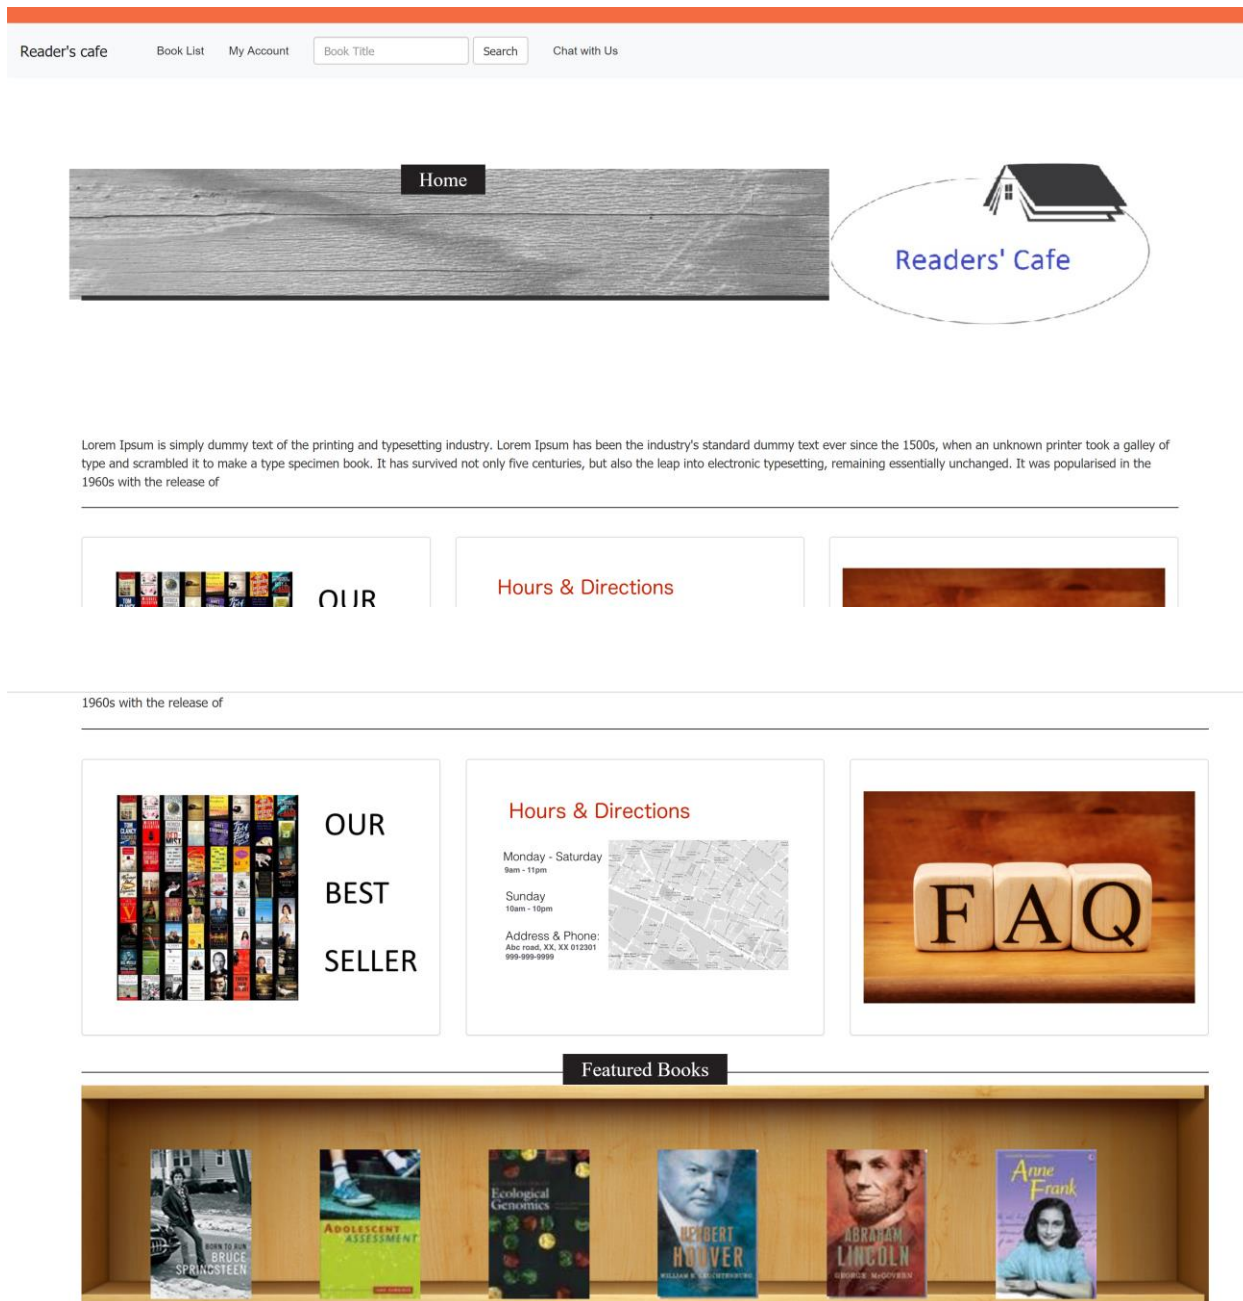 Reader's cafe
Book List
My Account
Book Title
Search
Chat with Us
Home
Readers' Cafe
Lorem Ipsum is simply dummy text of the printing and typesetting industry. Lorem Ipsum has been the industry's standard dummy text ever since the 1500s, when an unknown printer took a galley of
type and scrambled it to make a type specimen book. It has survived not only five centuries, but also the leap into electronic typesetting, remaining essentially unchanged. It was popularised in the
1960s with the release of
OUR
Hours & Directions
1960s with the release of
OUR
BEST
SELLER
Hours & Directions
Monday - Saturday
9am - 11pm
Sunday
10am - 10pm
Address & Phone:
Abc road, XX, XX 012301
999-999-9999
FAQ
Featured Books
BORN TO RUN
BRUCE
SPRINGSTEEN
ADOLESCENT
ASSESSMENT
Ecological
Genomics
HERBERT
HOOVER
WILLIAM E. LEUCHTENBURG
ABRAHAM
LINCOLN
GEORGE McGOVERN
Anne
Frank